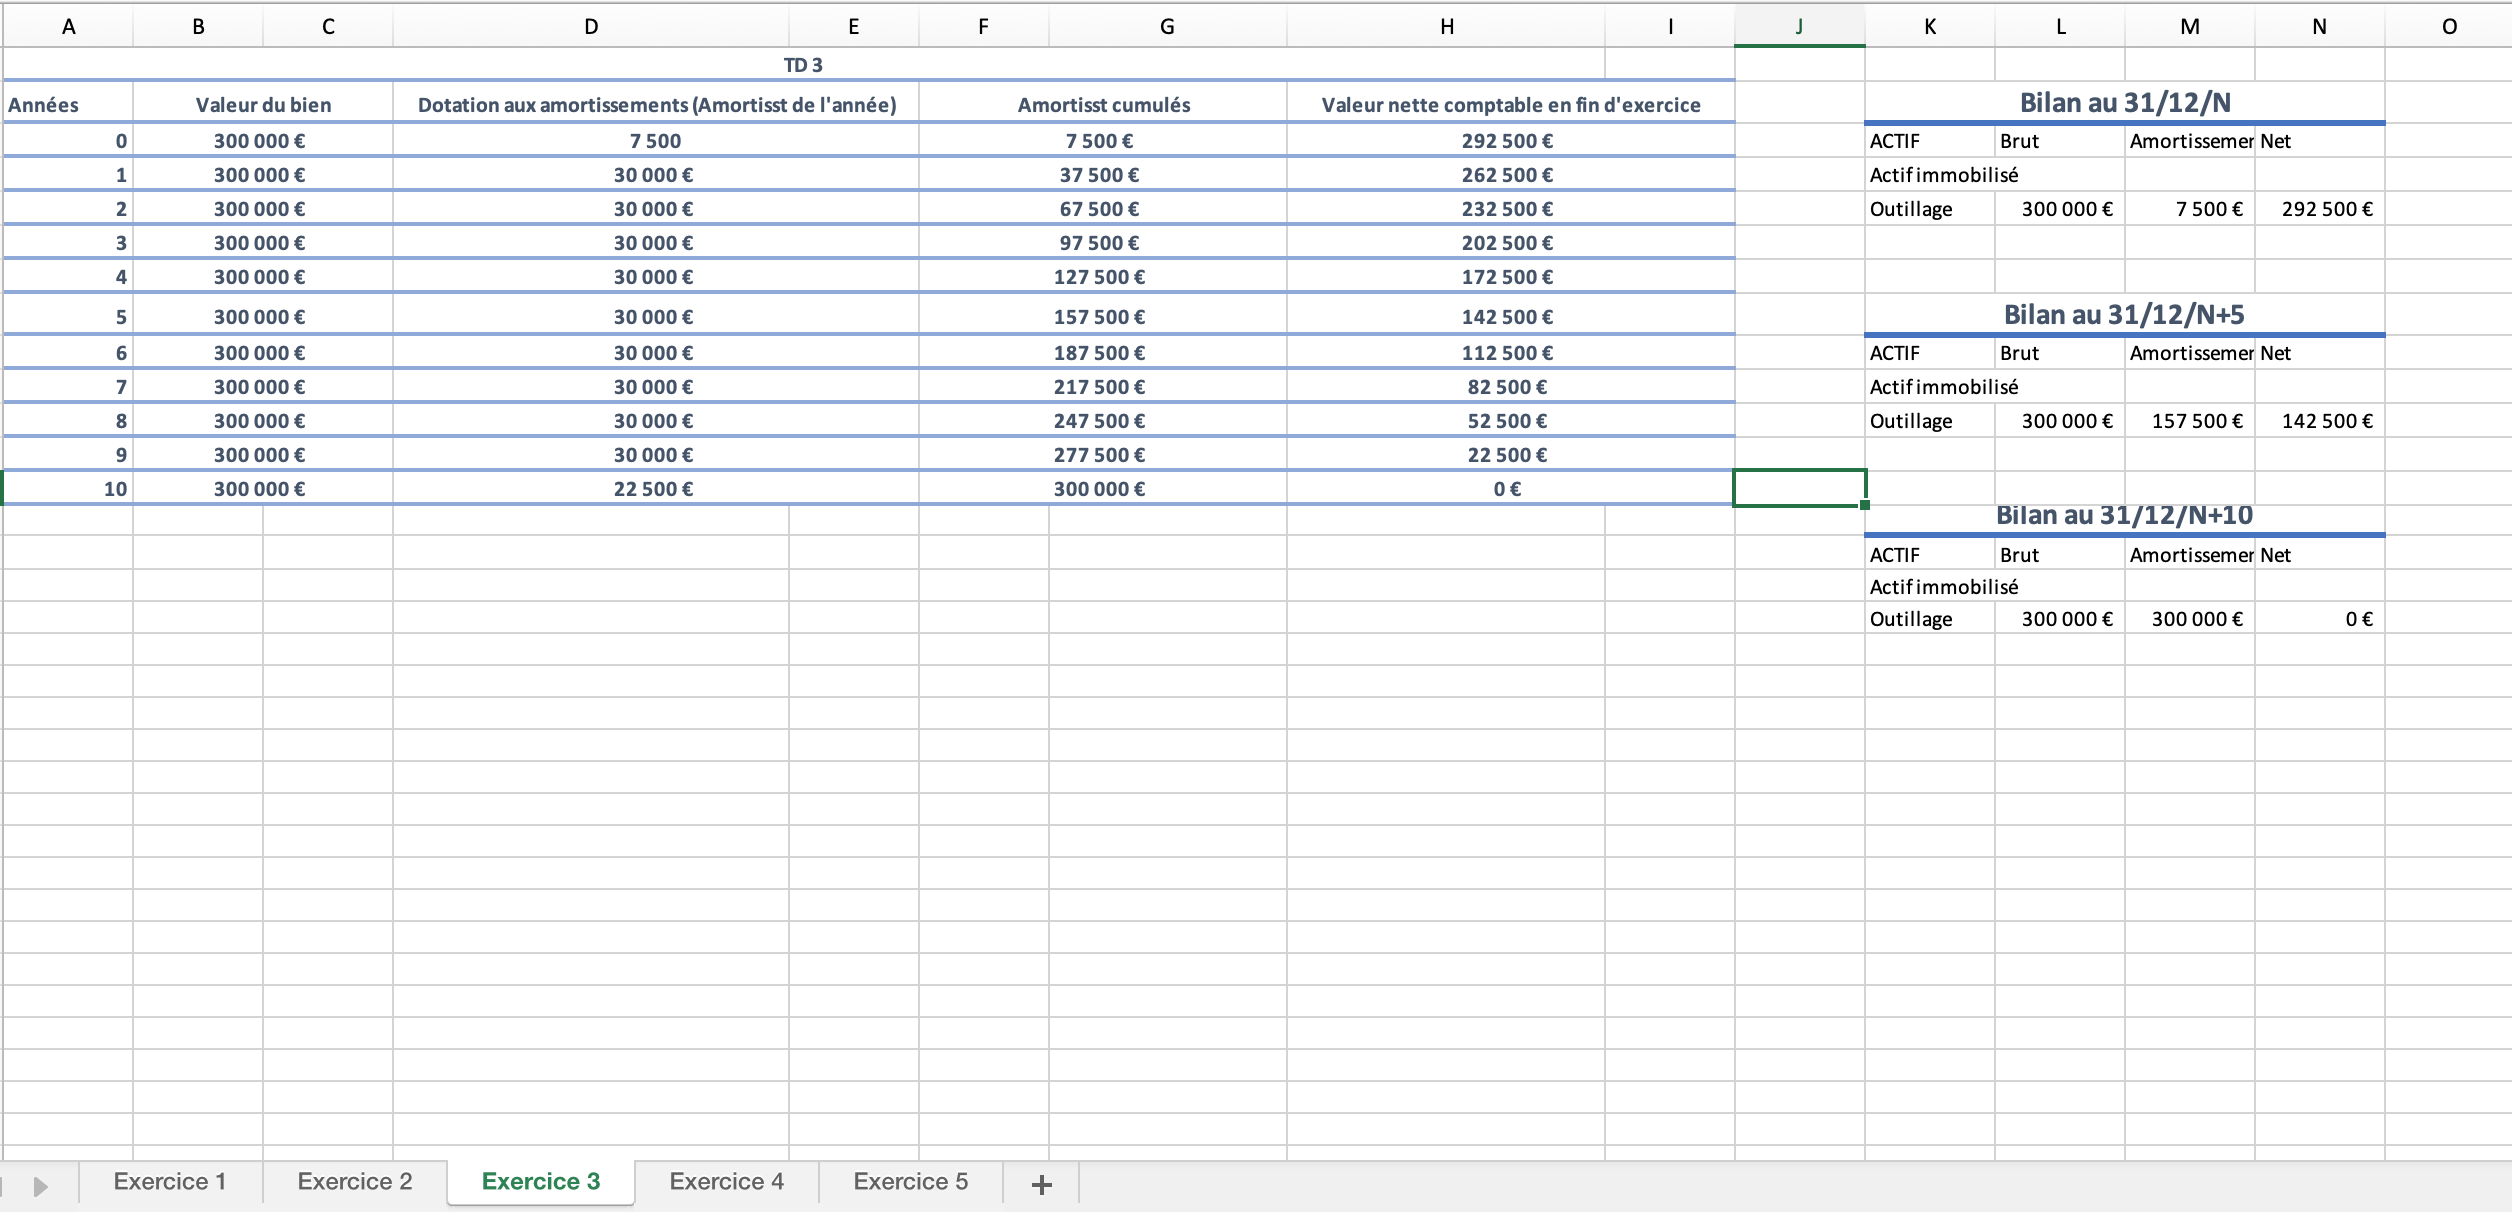 A B C D E F G H I J K L M N O
TD 3
Années Valeur du bien Dotation aux amortissements (Amortisst de l'année) Amortisst cumulés Valeur nette comptable en fin d'exercice
0 300 000 € 7 500 7 500 € 292 500 €
1 300 000 € 30 000 € 37 500 € 262 500 €
2 300 000 € 30 000 € 67 500 € 232 500 €
3 300 000 € 30 000 € 97 500 € 202 500 €
4 300 000 € 30 000 € 127 500 € 172 500 €
5 300 000 € 30 000 € 157 500 € 142 500 €
6 300 000 € 30 000 € 187 500 € 112 500 €
7 300 000 € 30 000 € 217 500 € 82 500 €
8 300 000 € 30 000 € 247 500 € 52 500 €
9 300 000 € 30 000 € 277 500 € 22 500 €
10 300 000 € 22 500 € 300 000 € 0 €
Bilan au 31/12/N
ACTIF Brut Amortissemer Net
Actif immobilisé
Outillage 300 000 € 7 500 € 292 500 €
Bilan au 31/12/N+5
ACTIF Brut Amortissemer Net
Actif immobilisé
Outillage 300 000 € 157 500 € 142 500 €
Bilan au 31/12/N+10
ACTIF Brut Amortissemer Net
Actif immobilisé
Outillage 300 000 € 300 000 € 0 €
Exercice 1 Exercice 2 Exercice 3 Exercice 4 Exercice 5 +